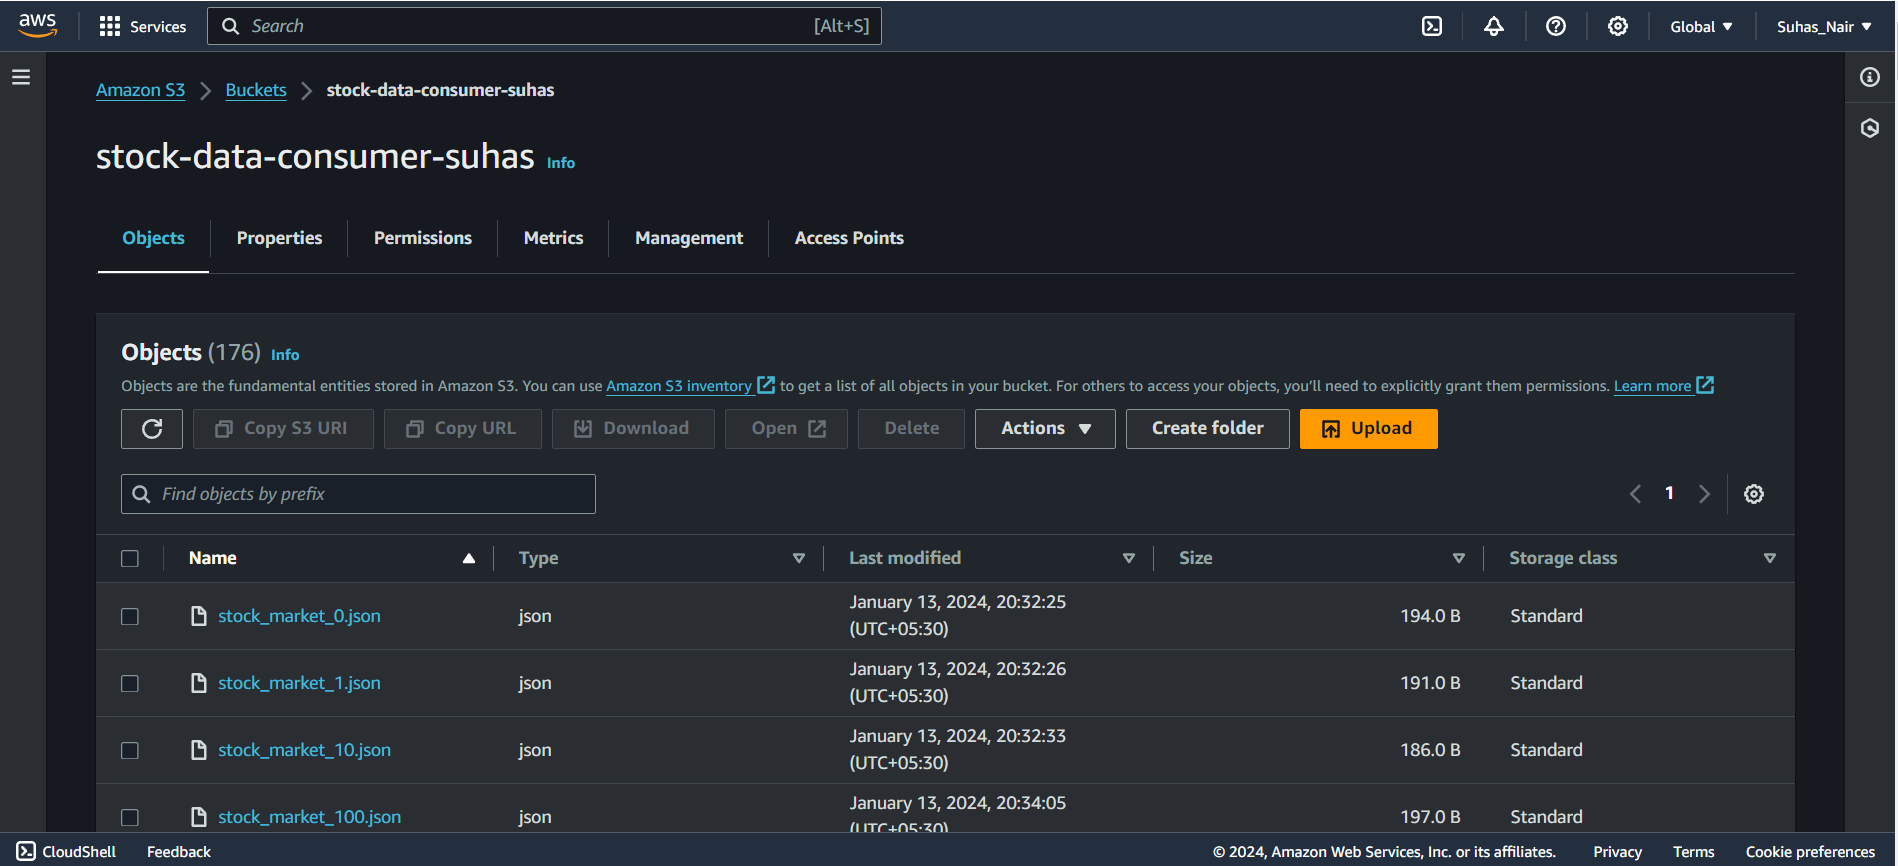 aws Services Search [Alt+S] Global Suhas_Nair
Amazon S3 Buckets stock-data-consumer-suhas
stock-data-consumer-suhas Info
Objects Properties Permissions Metrics Management Access Points
Objects (176) Info
Objects are the fundamental entities stored in Amazon S3. You can use Amazon S3 inventory to get a list of all objects in your bucket. For others to access your objects, you'll need to explicitly grant them permissions. Learn more
Copy S3 URI Copy URL Download Open Delete Actions Create folder Upload
Find objects by prefix 1
Name Type Last modified Size Storage class
stock_market_0.json json January 13, 2024, 20:32:25 194.0 B Standard
(UTC+05:30)
stock_market_1.json json January 13, 2024, 20:32:26 191.0 B Standard
(UTC+05:30)
stock_market_10.json json January 13, 2024, 20:32:33 186.0 B Standard
(UTC+05:30)
stock_market_100.json json January 13, 2024, 20:34:05 197.0 B Standard
(UTC+05:30)
CloudShell Feedback © 2024, Amazon Web Services, Inc. or its affiliates. Privacy Terms Cookie preferences